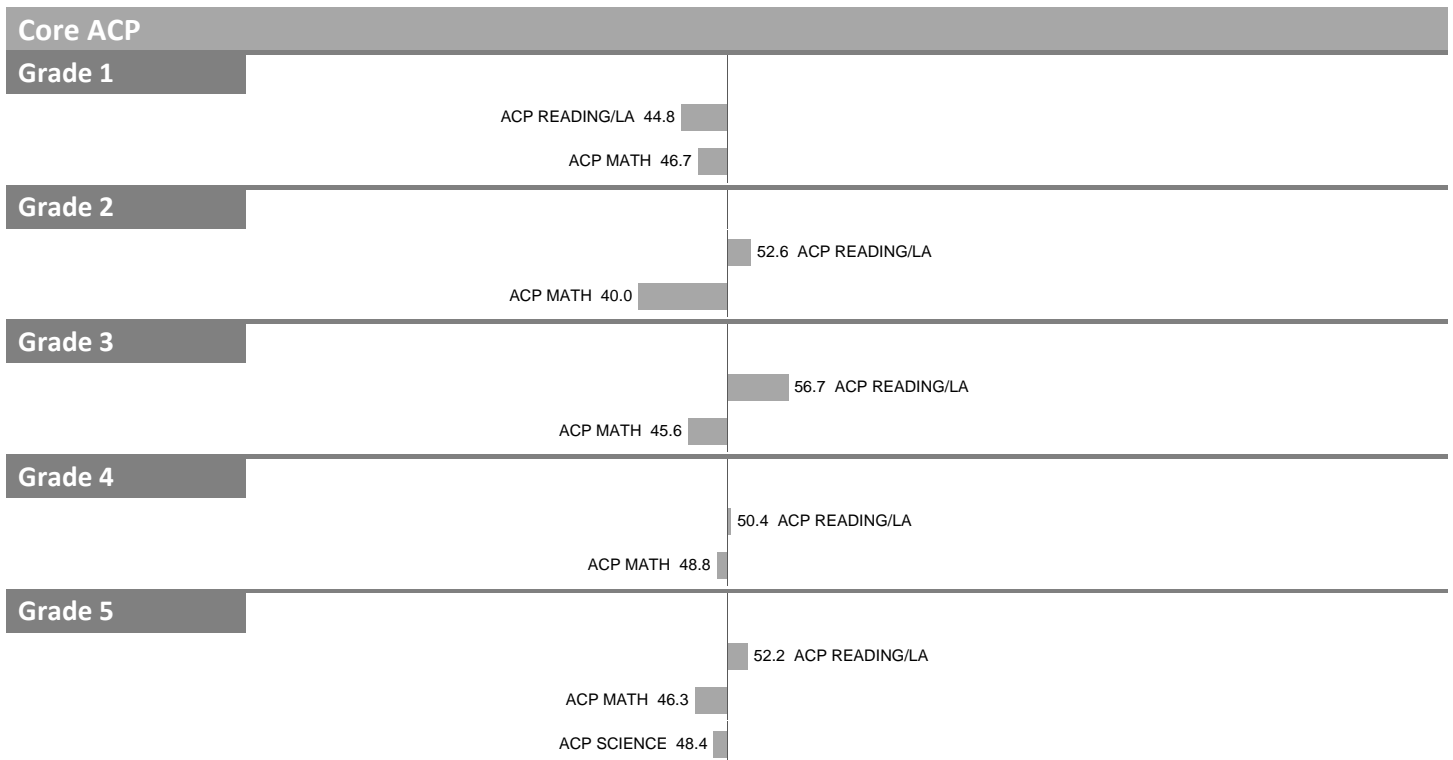 Core ACP
Grade 1
ACP READING/LA 44.8
ACP MATH 46.7
Grade 2
52.6 ACP READING/LA
ACP MATH 40.0
Grade 3
56.7 ACP READING/LA
ACP MATH 45.6
Grade 4
50.4 ACP READING/LA
ACP MATH 48.8
Grade 5
52.2 ACP READING/LA
ACP MATH 46.3
ACP SCIENCE 48.4